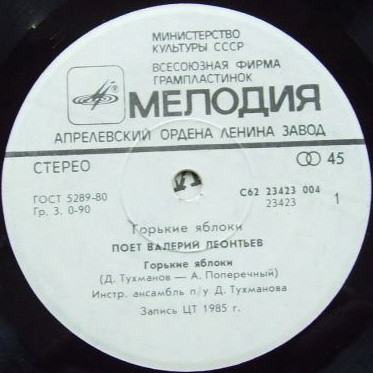 МИНИСТЕРСТВО
КУЛЬТУРЫ СССР
ВСЕСОЮЗНАЯ ФИРМА
ГРАМПЛАСТИНОК
МЕЛОДИЯ
АПРЕЛЕВСКИЙ ОРДЕНА ЛЕНИНА ЗАВОД
СТЕРЕО 45
ГОСТ 5289-80 С62 23423 004
Гр. 3. 0-90 23423 1
Горькие яблоки
ПОЕТ ВАЛЕРИЙ ЛЕОНТЬЕВ
Горькие яблоки
(Д. Тухманов — А. Поперечный)
Инстр. ансамбль п/у Д. Тухманова
Запись ЦТ 1985 г.